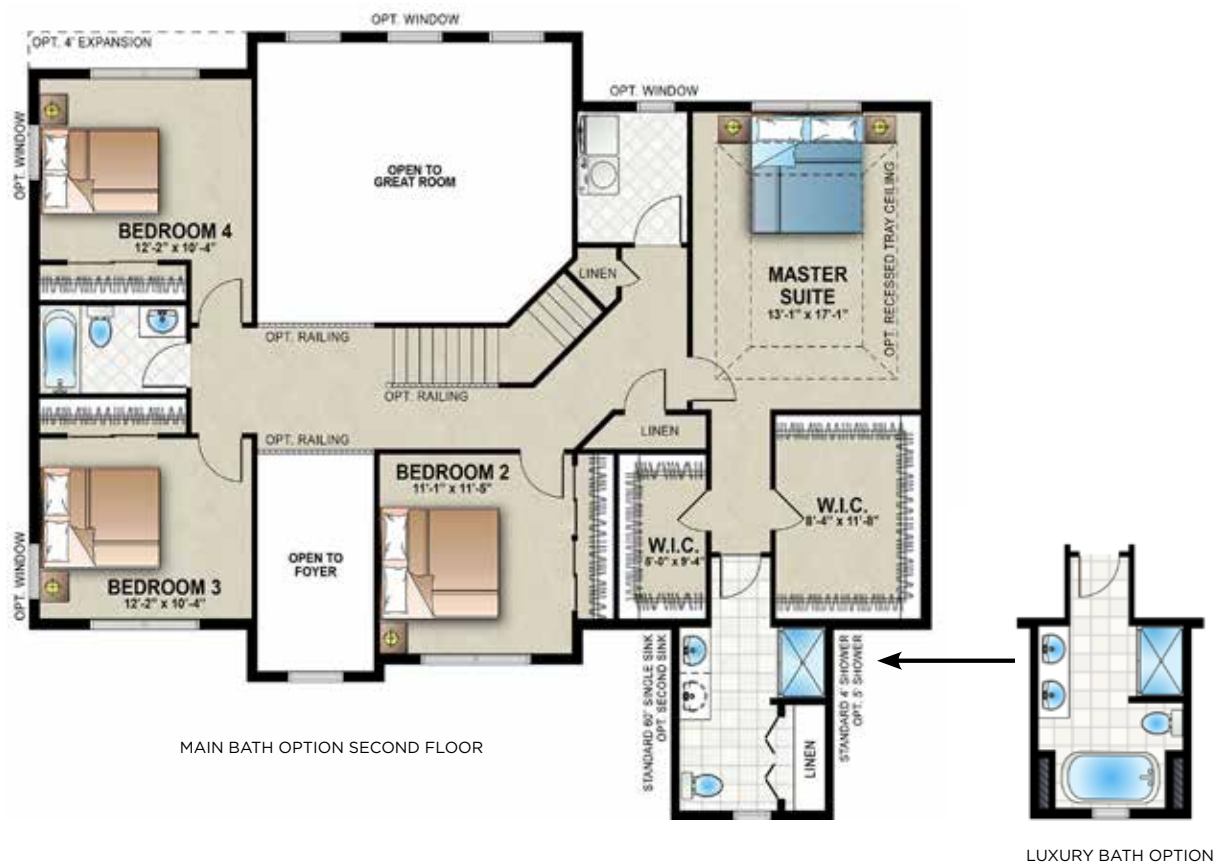 OPT. WINDOW
OPT. 4' EXPANSION
OPT. WINDOW
OPT. WINDOW
OPEN TO
GREAT ROOM
BEDROOM 4
12'-2" x 10'-4"
LINEN
MASTER
SUITE
13'-1" x 17'-1"
OPT. RECESSED TRAY CEILING
OPT. RAILING
OPT. RAILING
OPT. RAILING
LINEN
BEDROOM 2
11'-1" x 11'-5"
W.I.C.
8'-4" x 11'-8"
W.I.C.
5'-0" x 9'-4"
OPEN TO
FOYER
BEDROOM 3
12'-2" x 10'-4"
OPT. WINDOW
STANDARD 60" SINGLE SINK
OPT. SECOND SINK
STANDARD 4' SHOWER
OPT. 5' SHOWER
LINEN
MAIN BATH OPTION SECOND FLOOR
LUXURY BATH OPTION